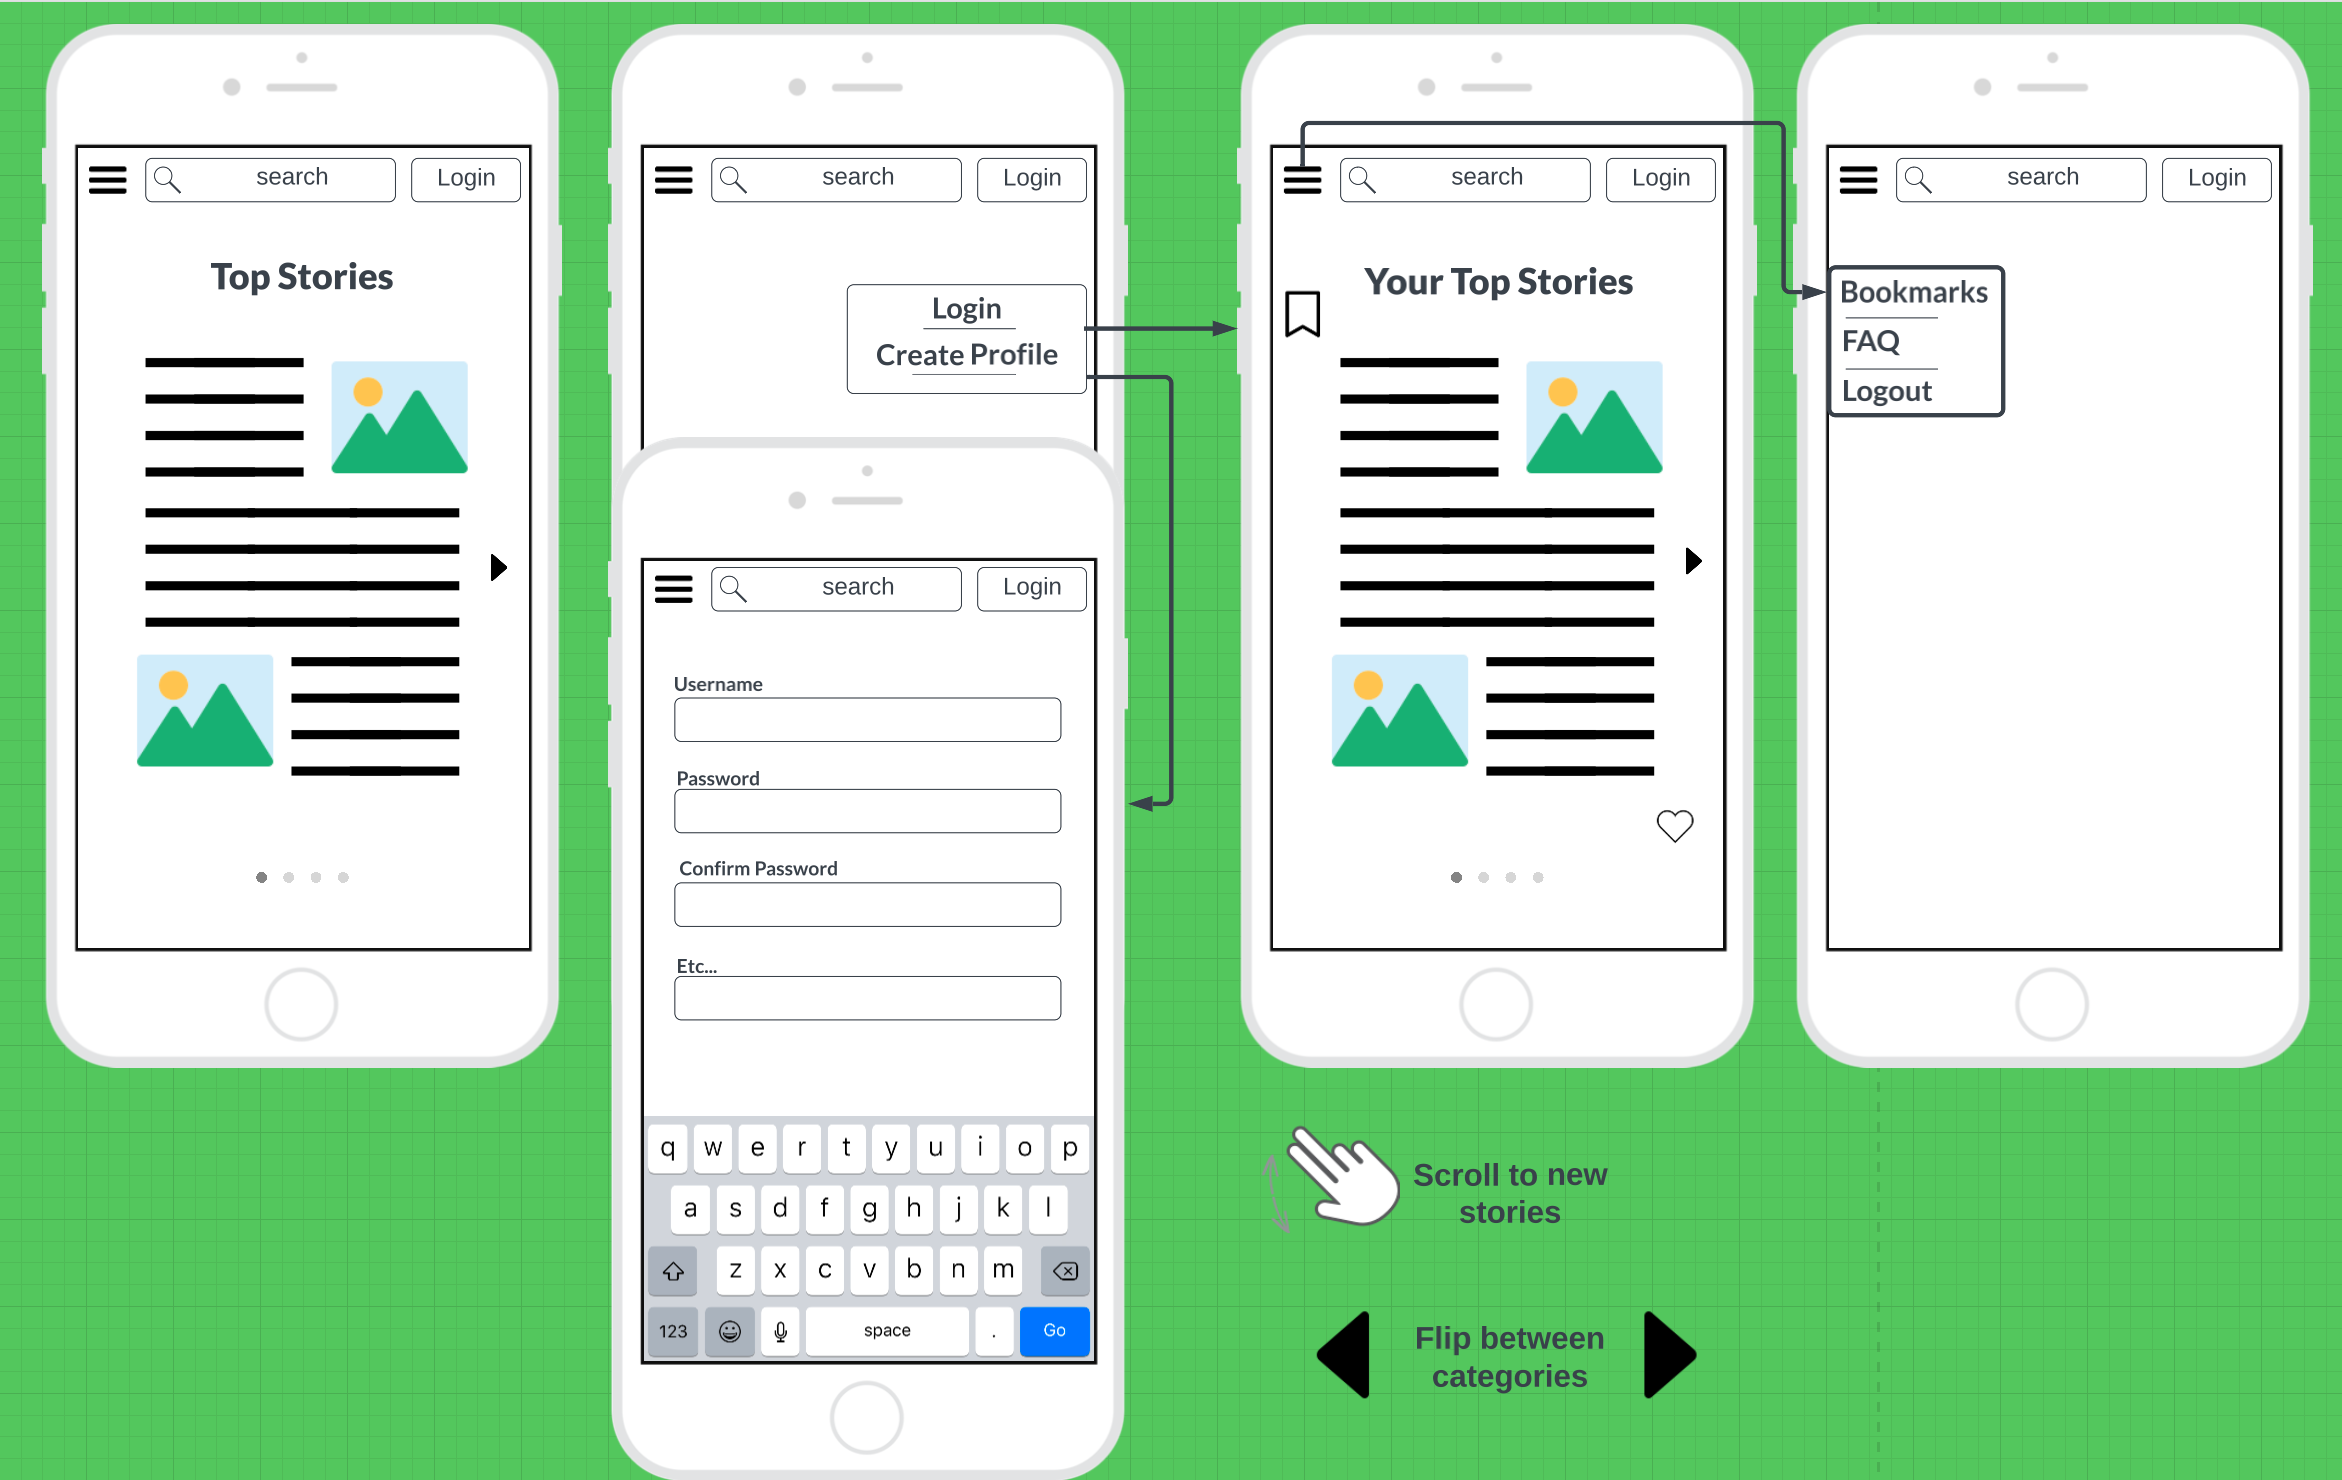 search
Login
Top Stories
search
Login
Login
Create Profile
search
Login
Username
Password
Confirm Password
Etc...
q w e r t y u i o p
a s d f g h j k l
z x c v b n m
123 space . Go
search
Login
Your Top Stories
search
Login
Bookmarks
FAQ
Logout
Scroll to new
stories
Flip between
categories